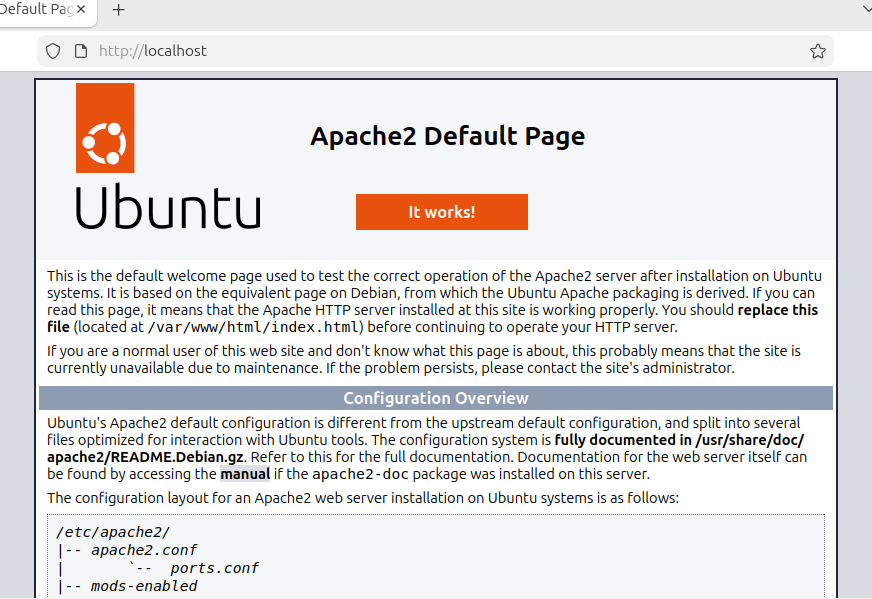 Default Pag
http://localhost
Apache2 Default Page
Ubuntu
It works!
This is the default welcome page used to test the correct operation of the Apache2 server after installation on Ubuntu
systems. It is based on the equivalent page on Debian, from which the Ubuntu Apache packaging is derived. If you can
read this page, it means that the Apache HTTP server installed at this site is working properly. You should replace this
file (located at /var/www/html/index.html) before continuing to operate your HTTP server.
If you are a normal user of this web site and don't know what this page is about, this probably means that the site is
currently unavailable due to maintenance. If the problem persists, please contact the site's administrator.
Configuration Overview
Ubuntu's Apache2 default configuration is different from the upstream default configuration, and split into several
files optimized for interaction with Ubuntu tools. The configuration system is fully documented in /usr/share/doc/
apache2/README.Debian.gz. Refer to this for the full documentation. Documentation for the web server itself can
be found by accessing the manual if the apache2-doc package was installed on this server.
The configuration layout for an Apache2 web server installation on Ubuntu systems is as follows:
/etc/apache2/
|-- apache2.conf
|       `--  ports.conf
|-- mods-enabled